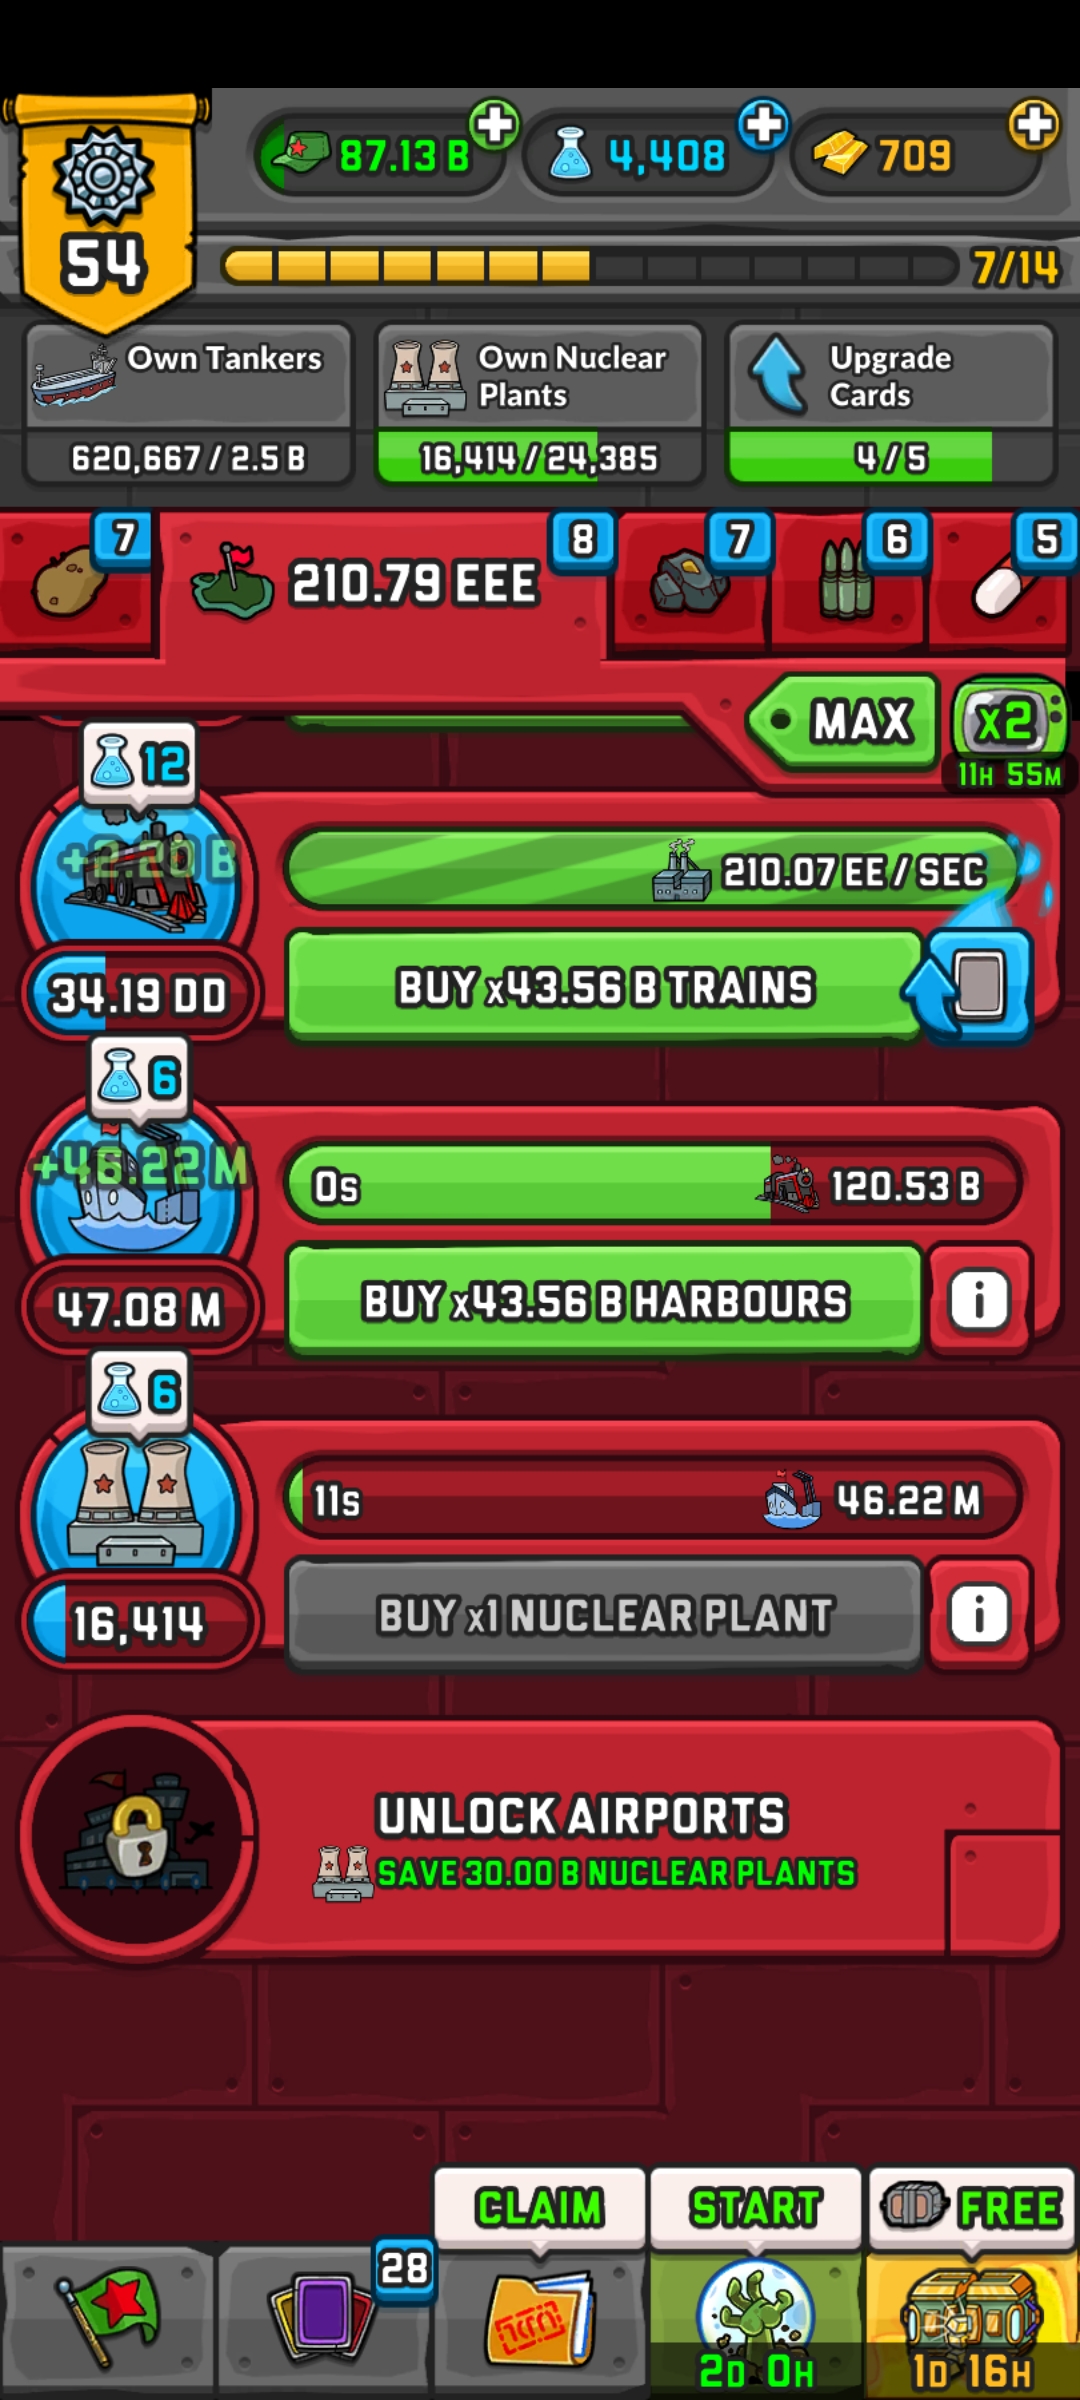 54
87.13 B
4,408
709
7/14
Own Tankers
620,667 / 2.5 B
Own Nuclear
Plants
16,414 / 24,385
Upgrade
Cards
4 / 5
7
210.79 EEE
8
7
6
5
MAX
x2
11H 55M
12
+2.20 B
210.07 EE / SEC
34.19 DD
BUY x43.56 B TRAINS
6
+46.22 M
0s
120.53 B
47.08 M
BUY x43.56 B HARBOURS
i
6
11s
46.22 M
16,414
BUY x1 NUCLEAR PLANT
i
UNLOCK AIRPORTS
SAVE 30.00 B NUCLEAR PLANTS
CLAIM
START
FREE
28
2D 0H
1D 16H